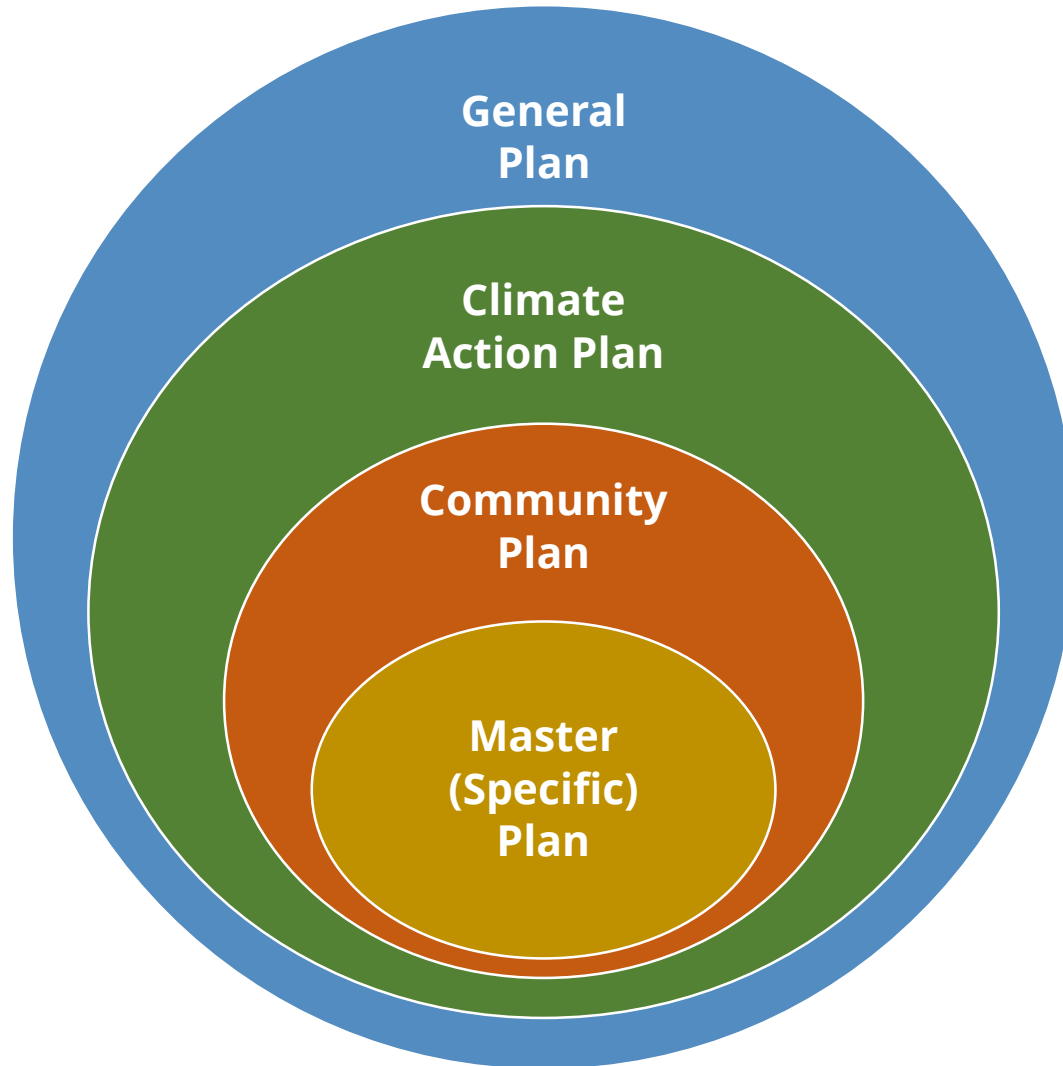 General
Plan
Climate
Action Plan
Community
Plan
Master
(Specific)
Plan